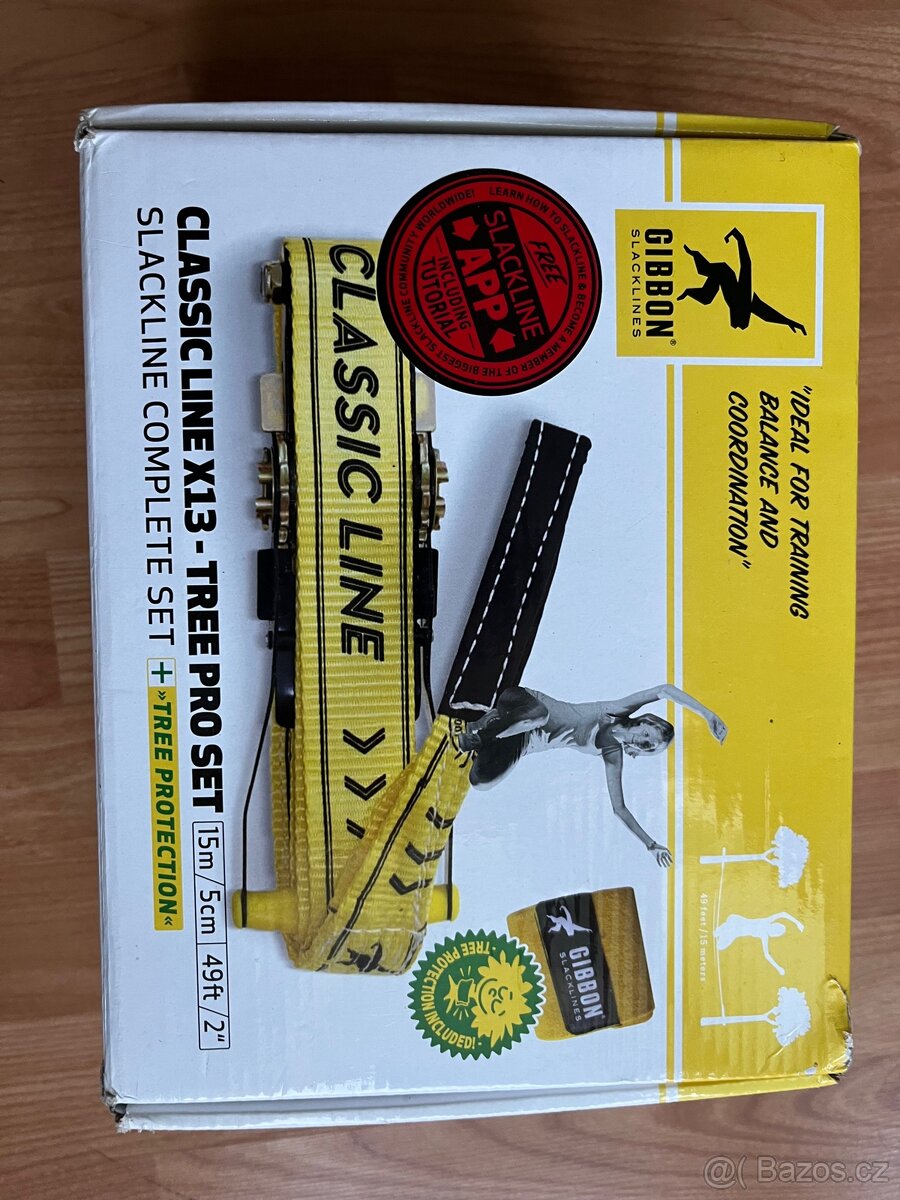 GIBBON®
SLACKLINES
"IDEAL FOR TRAINING
BALANCE AND
COORDINATION"
49 feet / 15 meters
LEARN HOW TO SLACKLINE & BECOME A MEMBER OF THE BIGGEST SLACKLINE COMMUNITY WORLDWIDE!
FREE
SLACKLINE
APP
INCLUDING
TUTORIAL
CLASSIC LINE
GIBBON
SLACKLINES
· TREE PROTECTION INCLUDED! ·
CLASSIC LINE X13 - TREE PRO SET 15m / 5cm 49ft / 2"
SLACKLINE COMPLETE SET + »TREE PROTECTION«
@( Bazos.cz